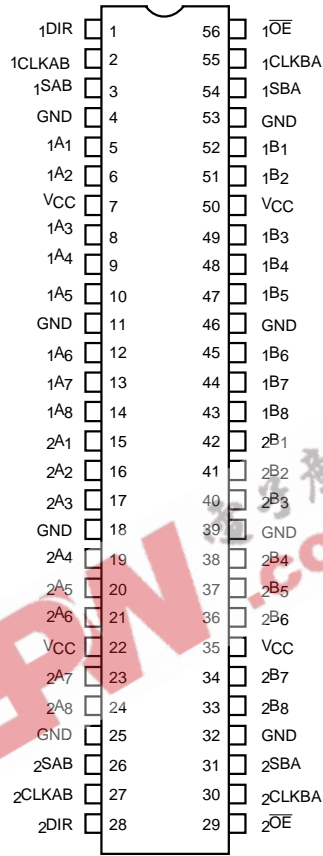 1DIR 1 56 1OE
1CLKAB 2 55 1CLKBA
1SAB 3 54 1SBA
GND 4 53 GND
1A1 5 52 1B1
1A2 6 51 1B2
VCC 7 50 VCC
1A3 8 49 1B3
1A4 9 48 1B4
1A5 10 47 1B5
GND 11 46 GND
1A6 12 45 1B6
1A7 13 44 1B7
1A8 14 43 1B8
2A1 15 42 2B1
2A2 16 41 2B2
2A3 17 40 2B3
GND 18 39 GND
2A4 19 38 2B4
2A5 20 37 2B5
2A6 21 36 2B6
VCC 22 35 VCC
2A7 23 34 2B7
2A8 24 33 2B8
GND 25 32 GND
2SAB 26 31 2SBA
2CLKAB 27 30 2CLKBA
2DIR 28 29 2OE